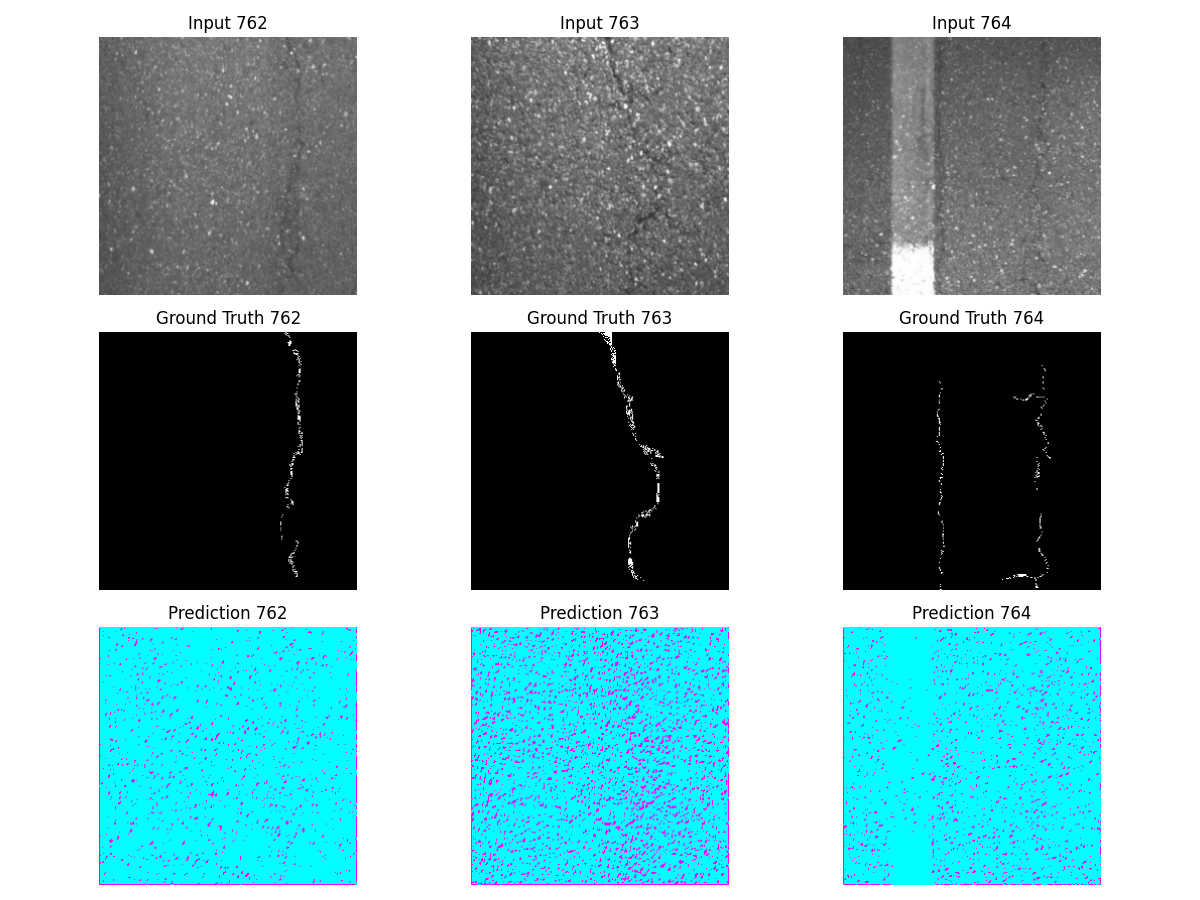 Input 762
Input 763
Input 764
Ground Truth 762
Ground Truth 763
Ground Truth 764
Prediction 762
Prediction 763
Prediction 764